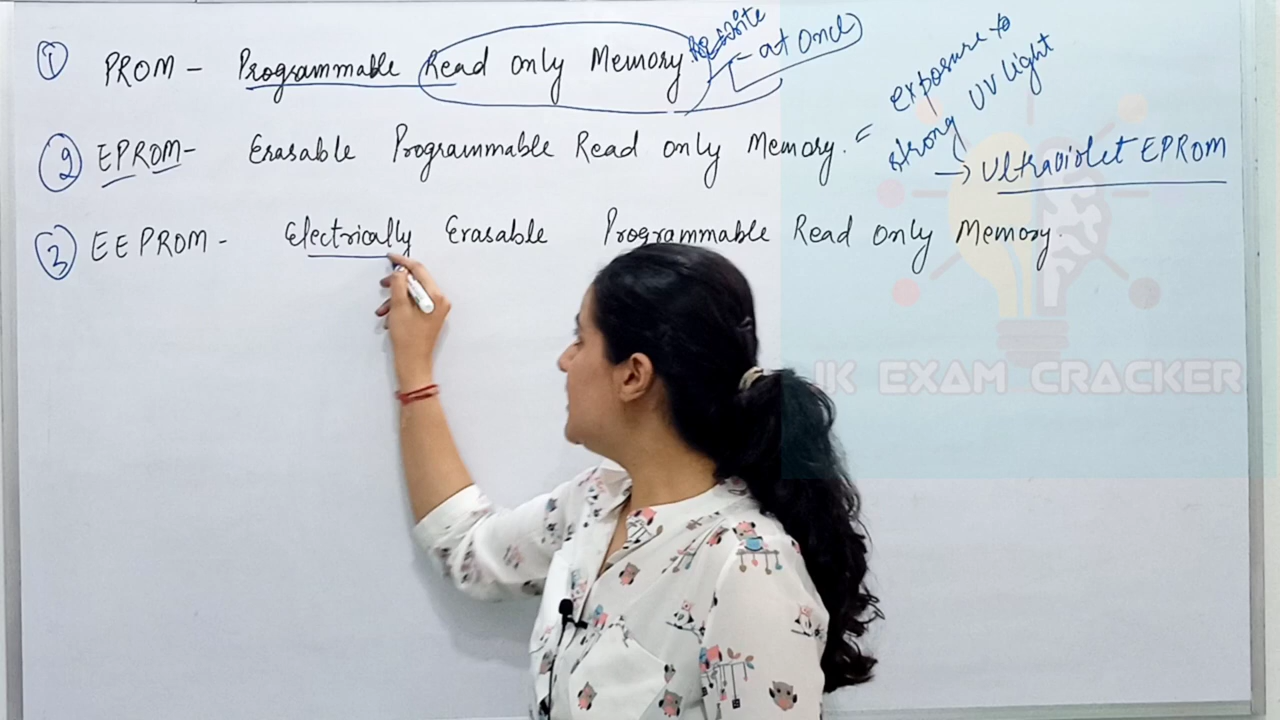 ① PROM - Programmable Read only Memory
at once
② EPROM- Erasable Programmable Read only Memory. =
exposure to
strong UV light
→ Ultraviolet EPROM
③ EEPROM - Electrically Erasable Programmable Read only Memory.
JK EXAM CRACKER